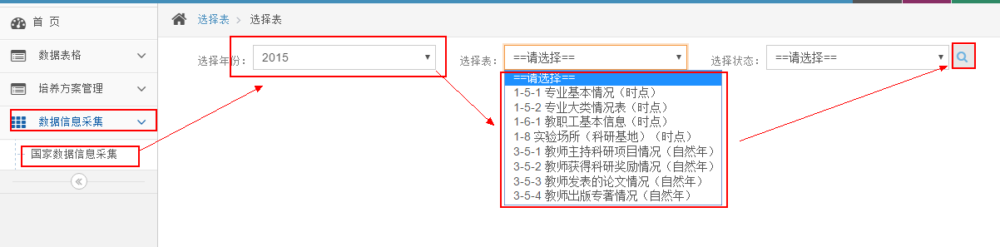 首 页
数据表格
培养方案管理
数据信息采集
国家数据信息采集
选择表 > 选择表
选择年份： 2015 选择表： ==请选择== 选择状态： ==请选择==
==请选择==
1-5-1 专业基本情况（时点）
1-5-2 专业大类情况表（时点）
1-6-1 教职工基本信息（时点）
1-8 实验场所（科研基地）（时点）
3-5-1 教师主持科研项目情况（自然年）
3-5-2 教师获得科研奖励情况（自然年）
3-5-3 教师发表的论文情况（自然年）
3-5-4 教师出版专著情况（自然年）